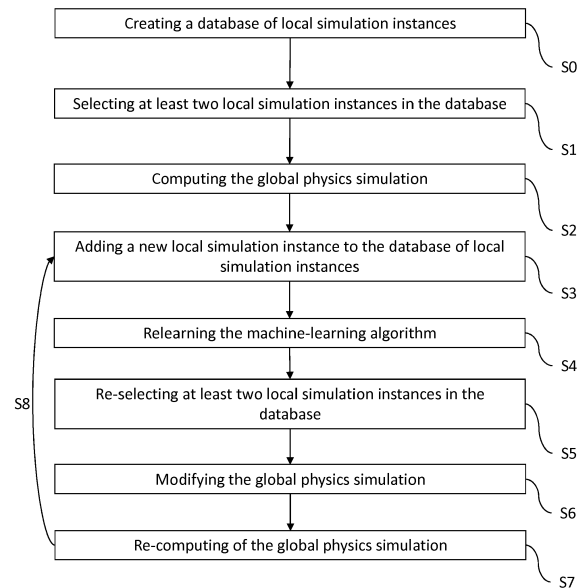 Creating a database of local simulation instances
S0
Selecting at least two local simulation instances in the database
S1
Computing the global physics simulation
S2
Adding a new local simulation instance to the database of local
simulation instances
S3
Relearning the machine-learning algorithm
S4
Re-selecting at least two local simulation instances in the
database
S8
S5
Modifying the global physics simulation
S6
Re-computing of the global physics simulation
S7